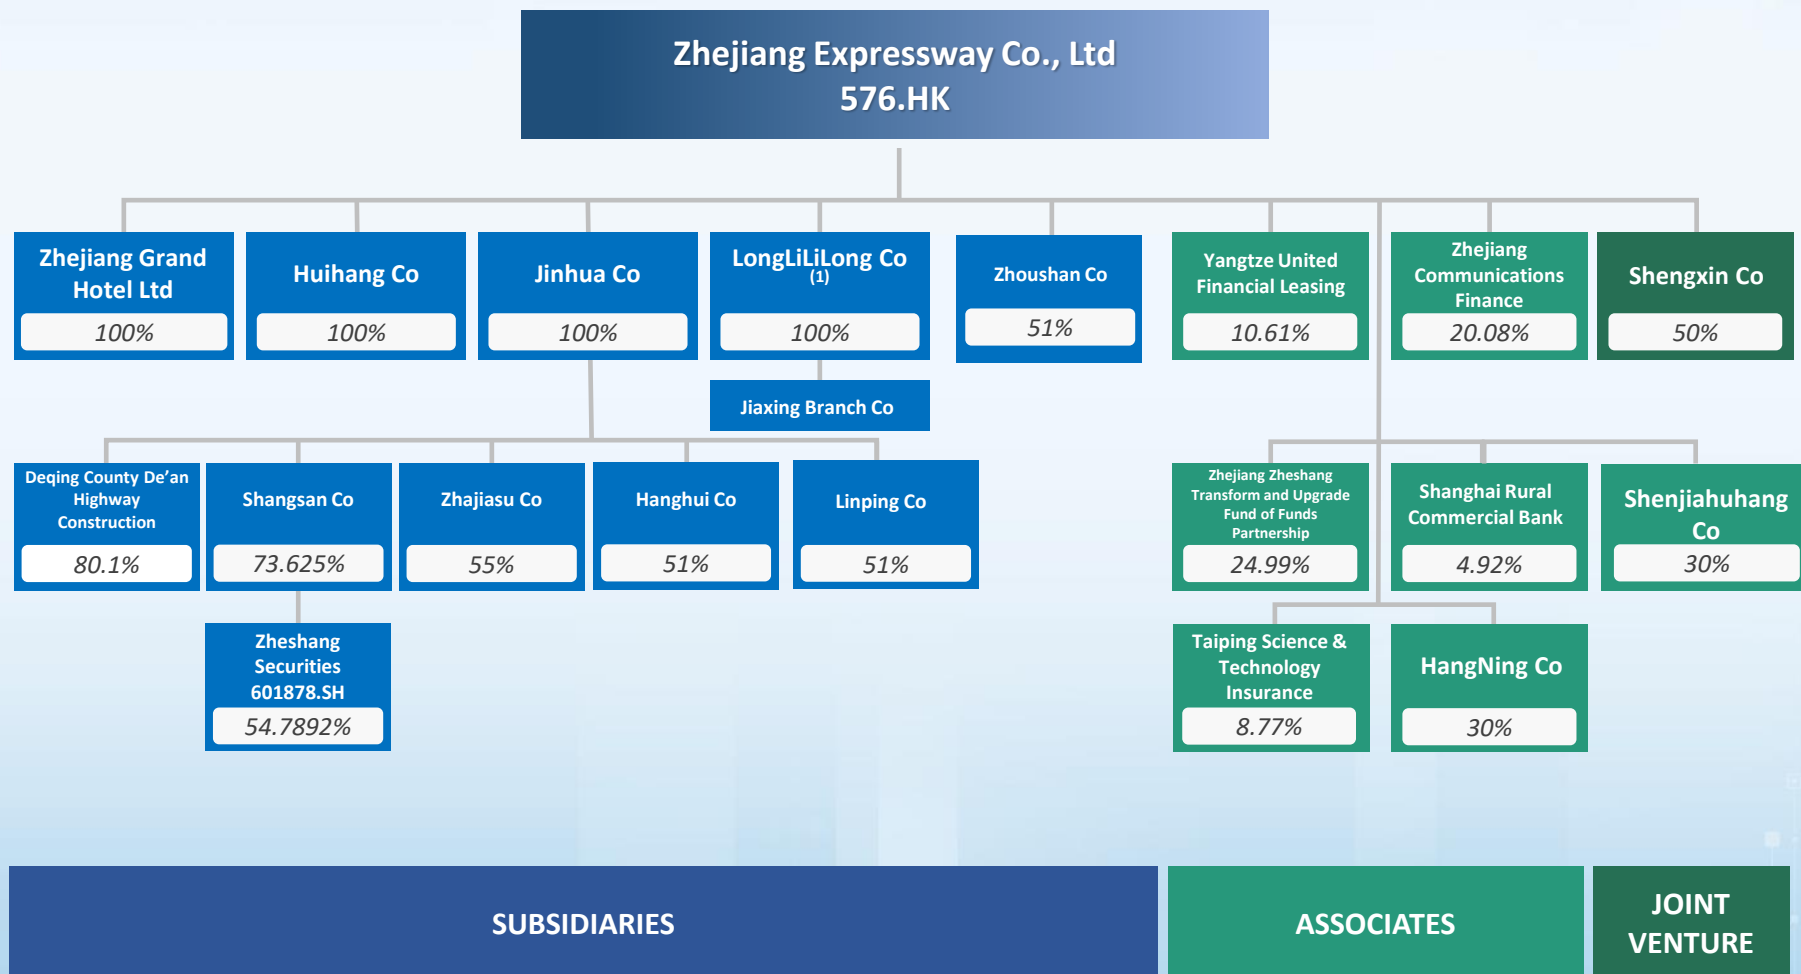 Zhejiang Expressway Co., Ltd
576.HK
Zhejiang Grand
Hotel Ltd
100%
Huihang Co
100%
Jinhua Co
100%
LongLiLiLong Co
(1)
100%
Zhoushan Co
51%
Yangtze United
Financial Leasing
10.61%
Zhejiang
Communications
Finance
20.08%
Shengxin Co
50%
Jiaxing Branch Co
Deqing County De’an
Highway
Construction
80.1%
Shangsan Co
73.625%
Zhajiasu Co
55%
Hanghui Co
51%
Linping Co
51%
Zhejiang Zheshang
Transform and Upgrade
Fund of Funds
Partnership
24.99%
Shanghai Rural
Commercial Bank
4.92%
Shenjiahuhang
Co
30%
Zheshang
Securities
601878.SH
54.7892%
Taiping Science &
Technology
Insurance
8.77%
HangNing Co
30%
SUBSIDIARIES
ASSOCIATES
JOINT
VENTURE